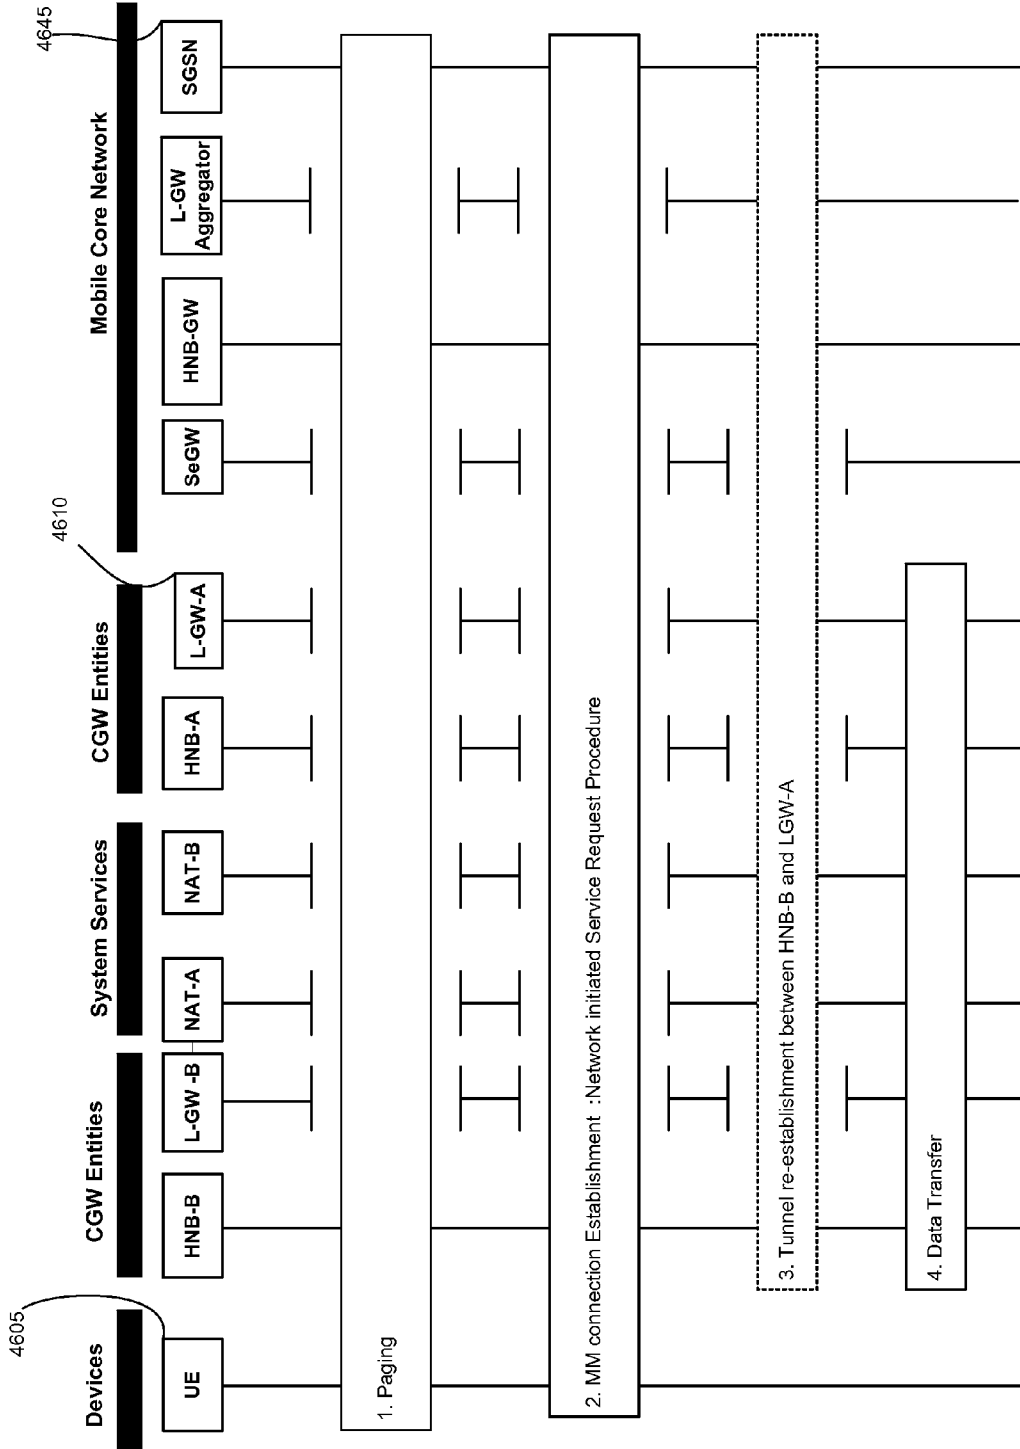 Devices
CGW Entities
System Services
CGW Entities
Mobile Core Network
4605
4610
4645
UE
HNB-B
L-GW -B
NAT-A
NAT-B
HNB-A
L-GW-A
SeGW
HNB-GW
L-GW
Aggregator
SGSN
1. Paging
2. MM connection Establishment :Network initiated Service Request Procedure
3. Tunnel re-establishment between HNB-B and LGW-A
4. Data Transfer